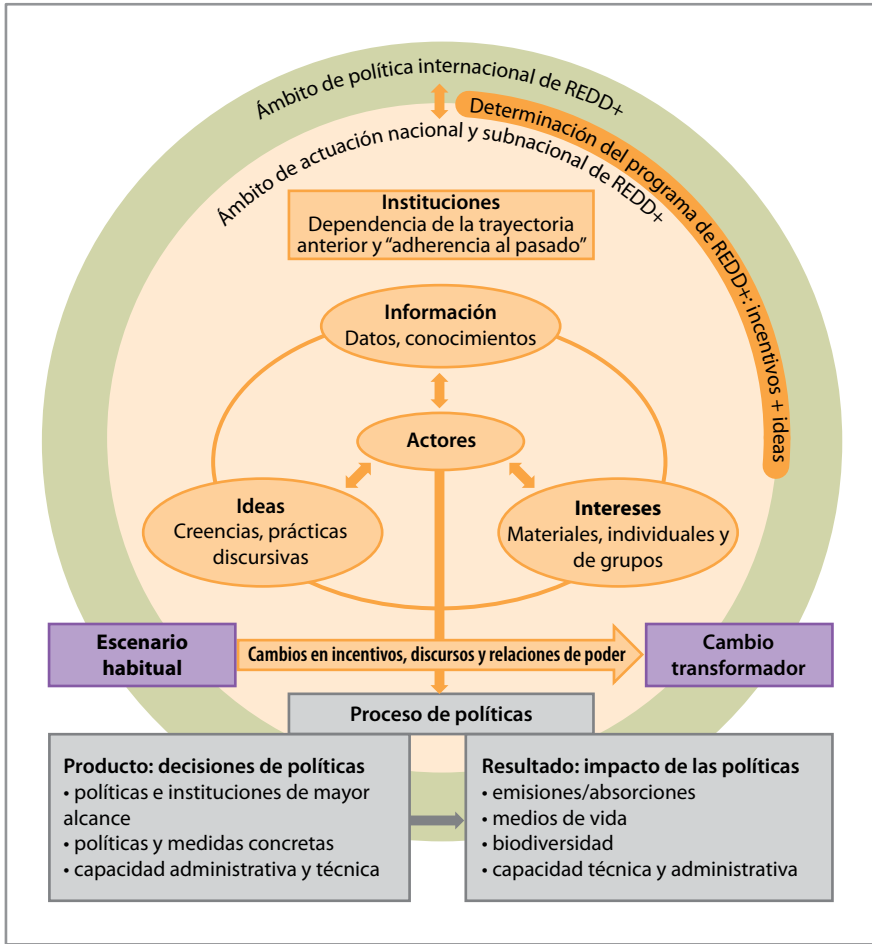 Ámbito de política internacional de REDD+
Determinación del programa de REDD+: incentivos + ideas
Ámbito de actuación nacional y subnacional de REDD+
Instituciones
Dependencia de la trayectoria
anterior y “adherencia al pasado”
Información
Datos, conocimientos
Actores
Ideas
Creencias, prácticas
discursivas
Intereses
Materiales, individuales y
de grupos
Escenario
habitual
Cambios en incentivos, discursos y relaciones de poder
Cambio
transformador
Proceso de políticas
Producto: decisiones de políticas
• políticas e instituciones de mayor
alcance
• políticas y medidas concretas
• capacidad administrativa y técnica
Resultado: impacto de las políticas
• emisiones/absorciones
• medios de vida
• biodiversidad
• capacidad técnica y administrativa